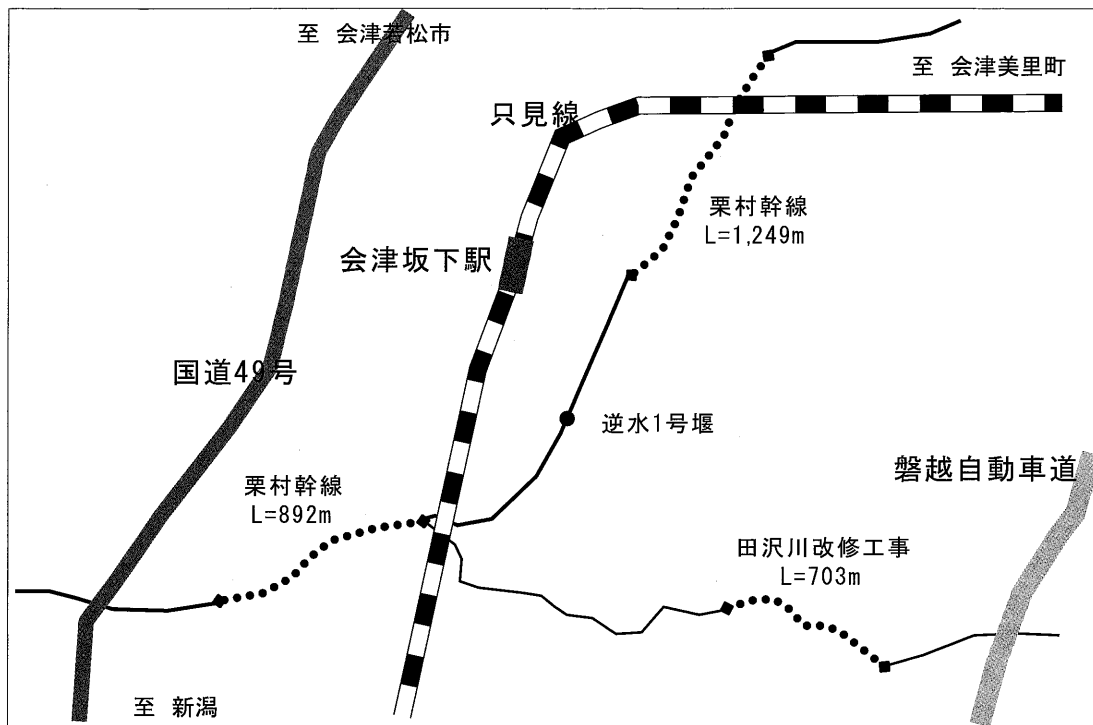 至 会津若松市
至 会津美里町
只見線
栗村幹線
L=1,249m
会津坂下駅
国道49号
逆水1号堰
磐越自動車道
栗村幹線
L=892m
田沢川改修工事
L=703m
至 新潟